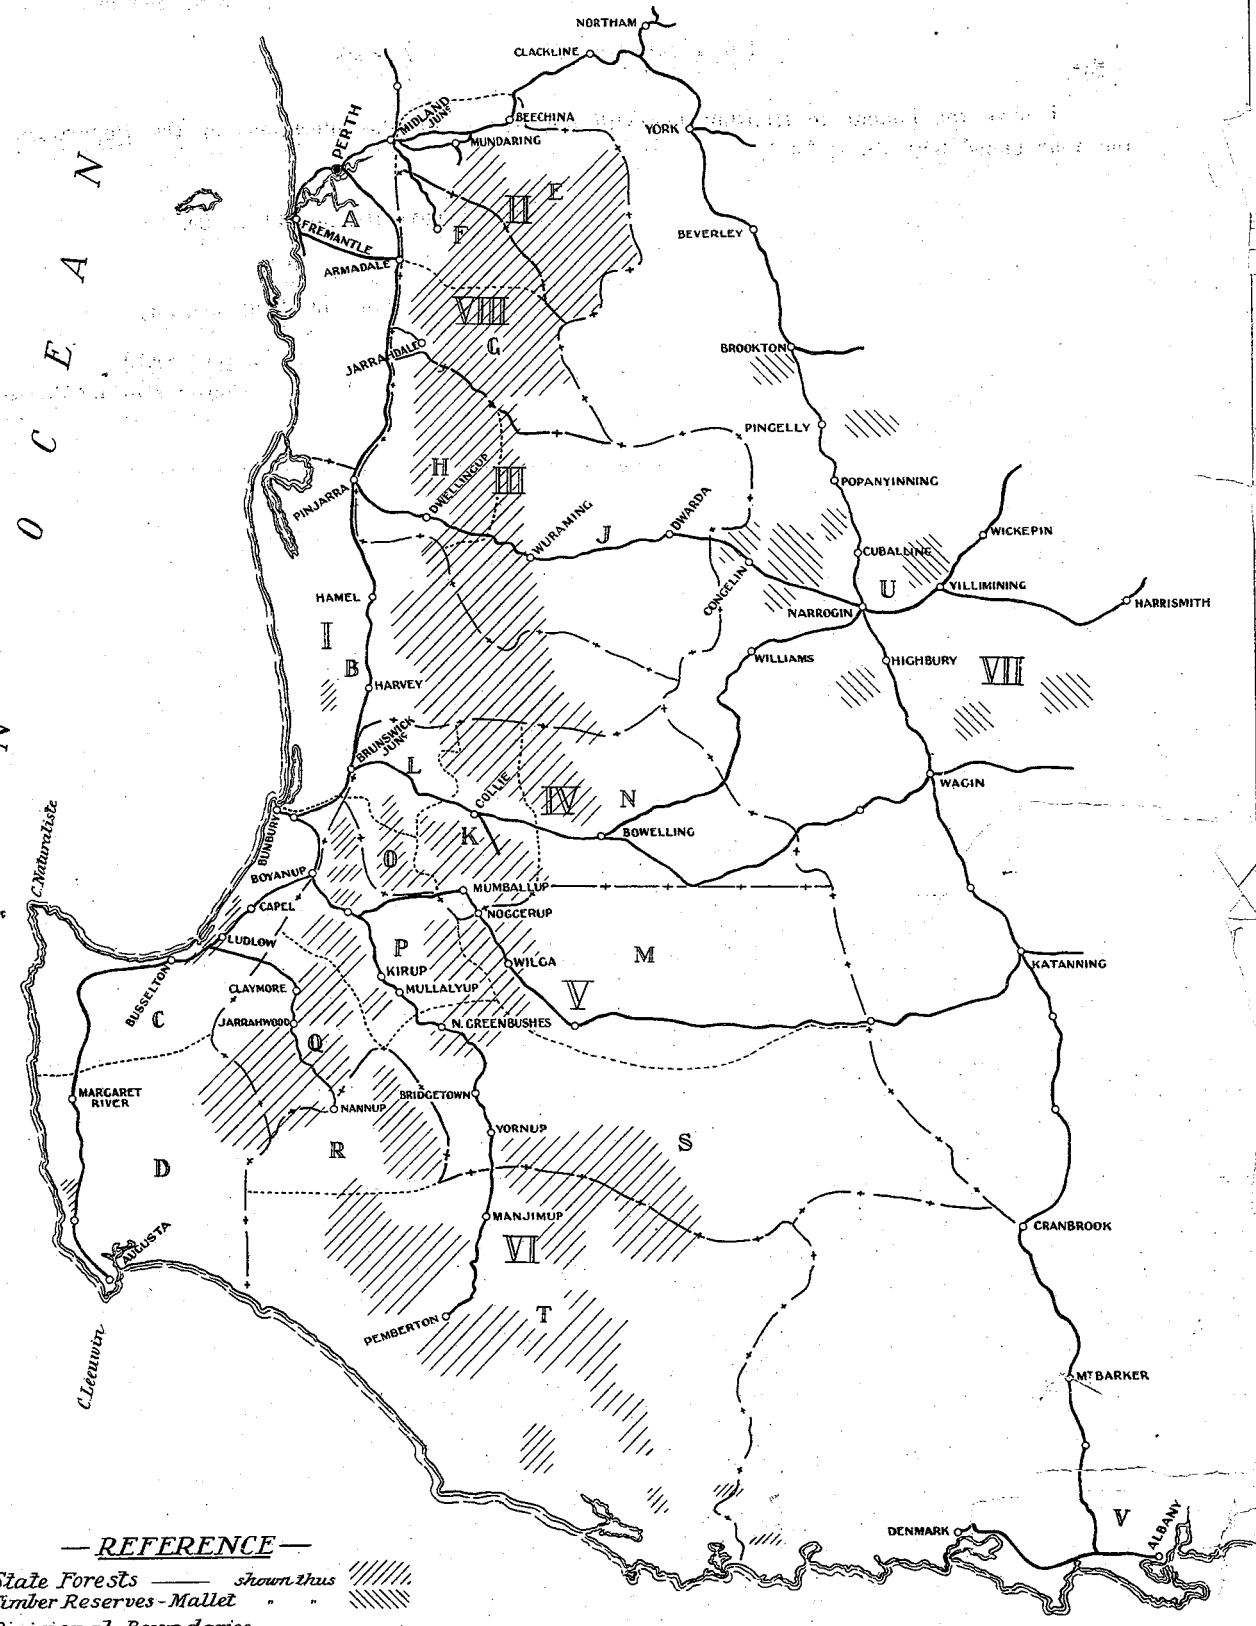 NORTHAM
CLACKLINE
MIDLAND JUNC
BEECHINA
PERTH
MUNDARING
YORK
II
E
A
F
FREMANTLE
BEVERLEY
ARMADALE
VIII
G
JARRAHDALE
BROOKTON
OCEAN
PINGELLY
H
DWELLINGUP
III
PINJARRA
POPANYINNING
WURAMING
J
DWARDA
WICKEPIN
CUBALLING
CONGELIN
U
YILLIMINING
HAMEL
NARROGIN
HARRISMITH
I
B
WILLIAMS
HIGHBURY
VII
HARVEY
N
BRUNSWICK JUNC
L
COLLIE
IV
N
WAGIN
C. Naturaliste
BUNBURY
K
BOWELLING
O
BOYANUP
MUMBALLUP
CAPEL
NOGGERUP
LUDLOW
P
M
WILGA
KATANNING
BUSSELTON
KIRUP
CLAYMORE
MULLALYUP
V
C
JARRAHWOOD
N. GREENBUSHES
Q
MARGARET
RIVER
BRIDGETOWN
NANNUP
YORNUP
R
S
D
MANJIMUP
CRANBROOK
AUGUSTA
VI
T
PEMBERTON
C. Leeuwin
MT BARKER
V
DENMARK
ALBANY
— REFERENCE —
State Forests —— shown thus
Timber Reserves - Mallet " "